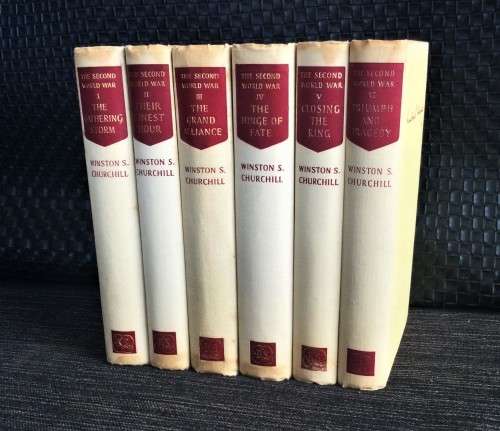 THE SECOND
WORLD WAR
I
THE
GATHERING
STORM
WINSTON S.
CHURCHILL
THE SECOND
WORLD WAR
II
THEIR
FINEST
HOUR
WINSTON S.
CHURCHILL
THE SECOND
WORLD WAR
III
THE
GRAND
ALLIANCE
WINSTON S.
CHURCHILL
THE SECOND
WORLD WAR
IV
THE
HINGE OF
FATE
WINSTON S.
CHURCHILL
THE SECOND
WORLD WAR
V
CLOSING
THE
RING
WINSTON S.
CHURCHILL
THE SECOND
WORLD WAR
VI
TRIUMPH
AND
TRAGEDY
WINSTON S.
CHURCHILL